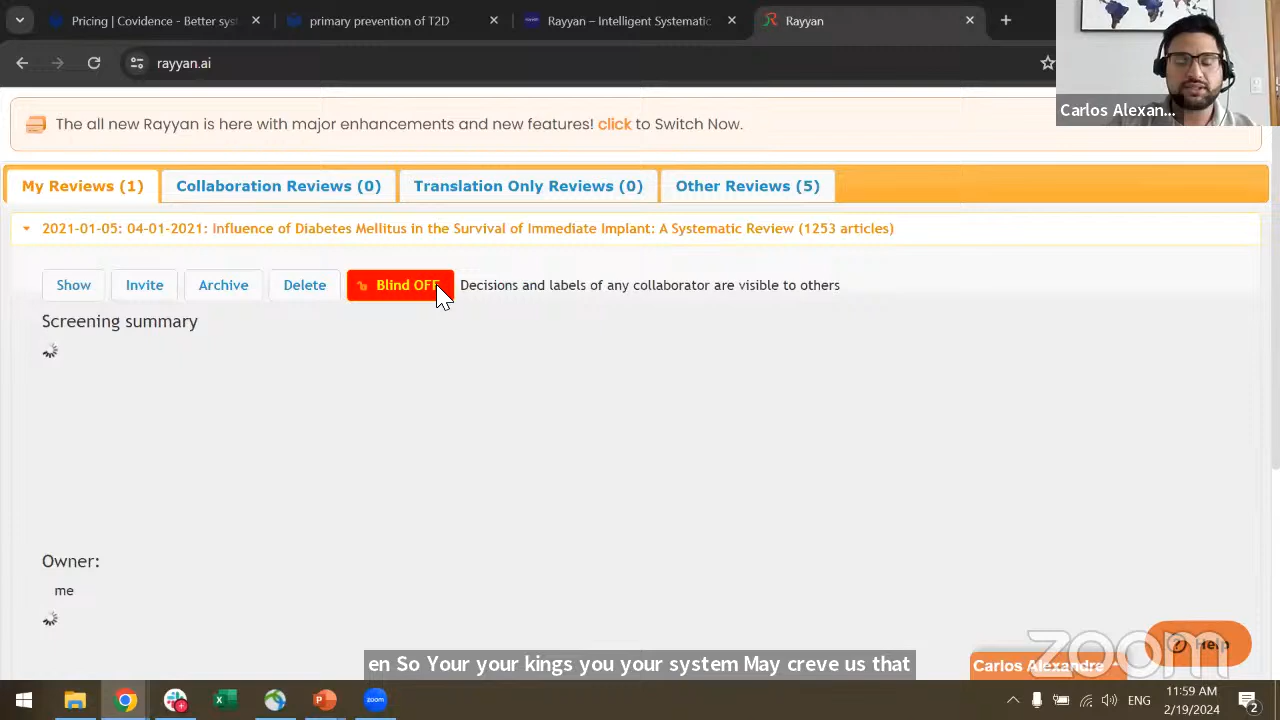 Pricing | Covidence - Better sys
primary prevention of T2D
Rayyan – Intelligent Systematic
Rayyan
rayyan.ai
Carlos Alexan...
The all new Rayyan is here with major enhancements and new features! click to Switch Now.
My Reviews (1)
Collaboration Reviews (0)
Translation Only Reviews (0)
Other Reviews (5)
2021-01-05: 04-01-2021: Influence of Diabetes Mellitus in the Survival of Immediate Implant: A Systematic Review (1253 articles)
Show
Invite
Archive
Delete
Blind OFF
Decisions and labels of any collaborator are visible to others
Screening summary
Owner:
me
zoom
Help
en So Your your kings you your system May creve us that
Carlos Alexandre
ENG
11:59 AM
2/19/2024
2